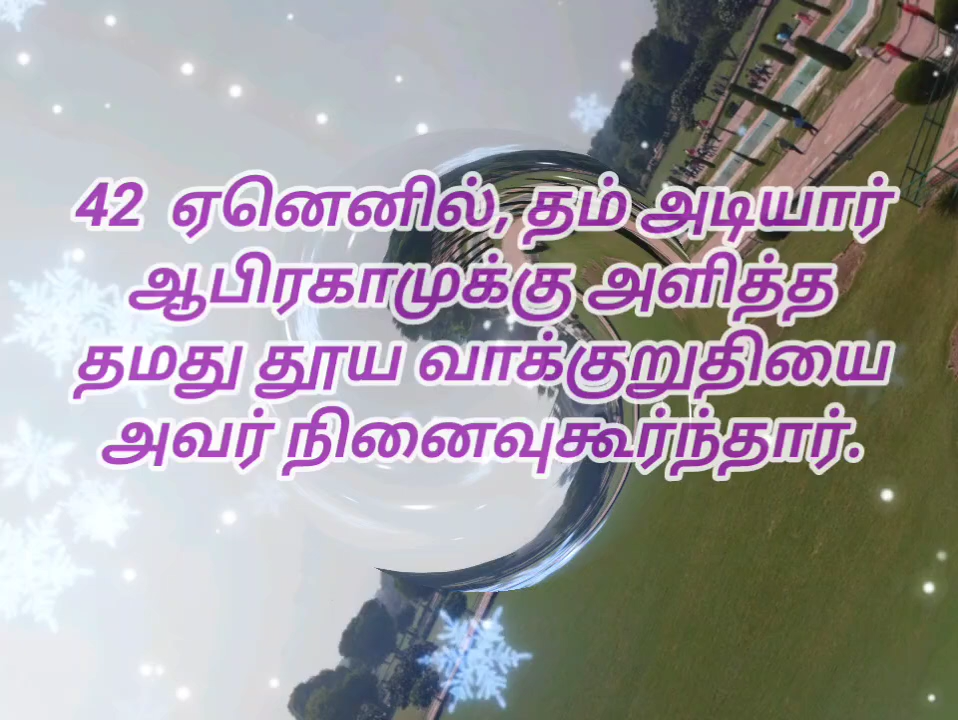 42 ஏனெனில், தம் அடியார்
ஆபிரகாமுக்கு அளித்த
தமது தூய வாக்குறுதியை
அவர் நினைவுகூர்ந்தார்.